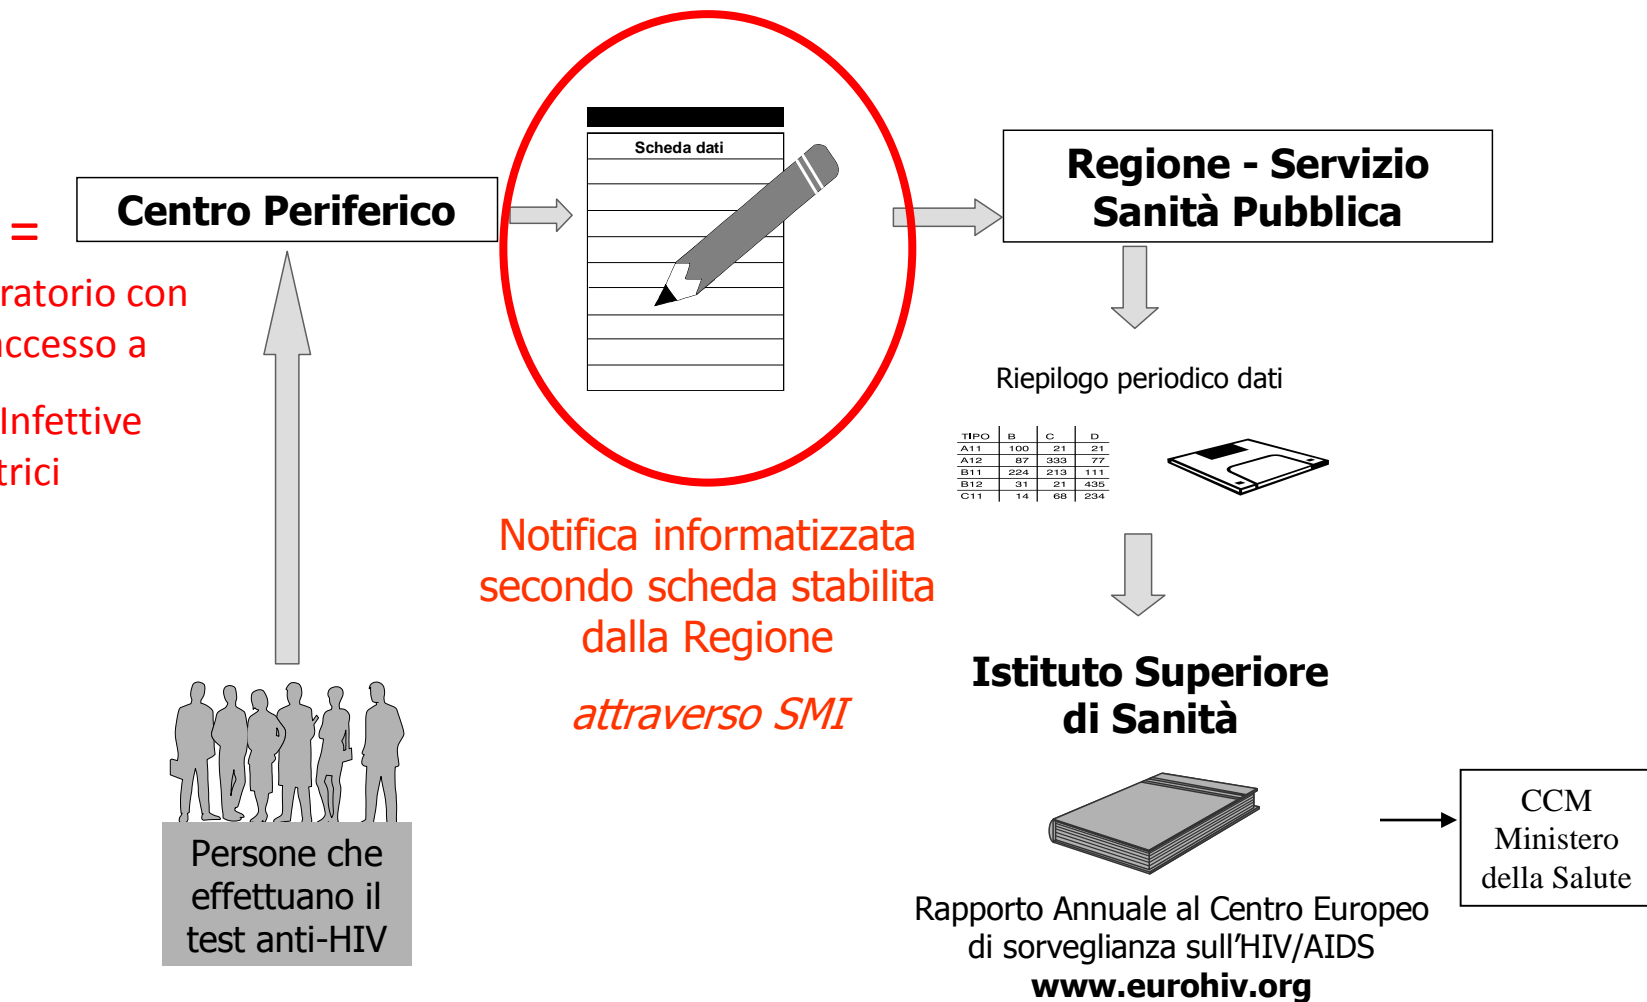 Centro Periferico
=
ratorio con
accesso a
Infettive
trici
Scheda dati
Regione - Servizio
Sanità Pubblica
Riepilogo periodico dati
TIPO B C D
A11 100 21 21
A12 87 333 77
B11 224 213 111
B12 31 21 435
C11 14 68 234
Notifica informatizzata
secondo scheda stabilita
dalla Regione
attraverso SMI
Istituto Superiore
di Sanità
Persone che
effettuano il
test anti-HIV
CCM
Ministero
della Salute
Rapporto Annuale al Centro Europeo
di sorveglianza sull'HIV/AIDS
www.eurohiv.org